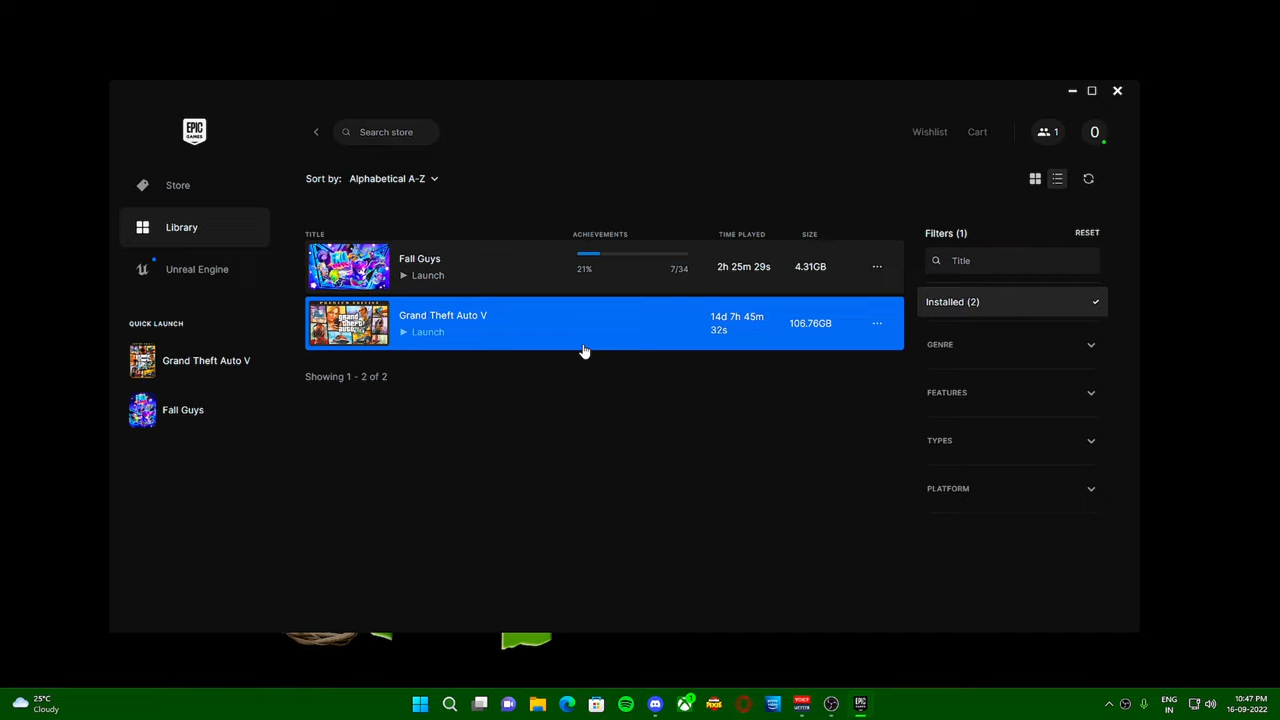 EPIC GAMES
Search store
Wishlist
Cart
1
O
Store
Library
Unreal Engine
QUICK LAUNCH
Grand Theft Auto V
Fall Guys
Sort by: Alphabetical A-Z
TITLE ACHIEVEMENTS TIME PLAYED SIZE
Fall Guys
Launch
21% 7/34
2h 25m 29s
4.31GB
Grand Theft Auto V
Launch
14d 7h 45m
32s
106.76GB
Showing 1 - 2 of 2
Filters (1) RESET
Title
Installed (2)
GENRE
FEATURES
TYPES
PLATFORM
25°C
Cloudy
1
ENG
IN
10:47 PM
16-09-2022